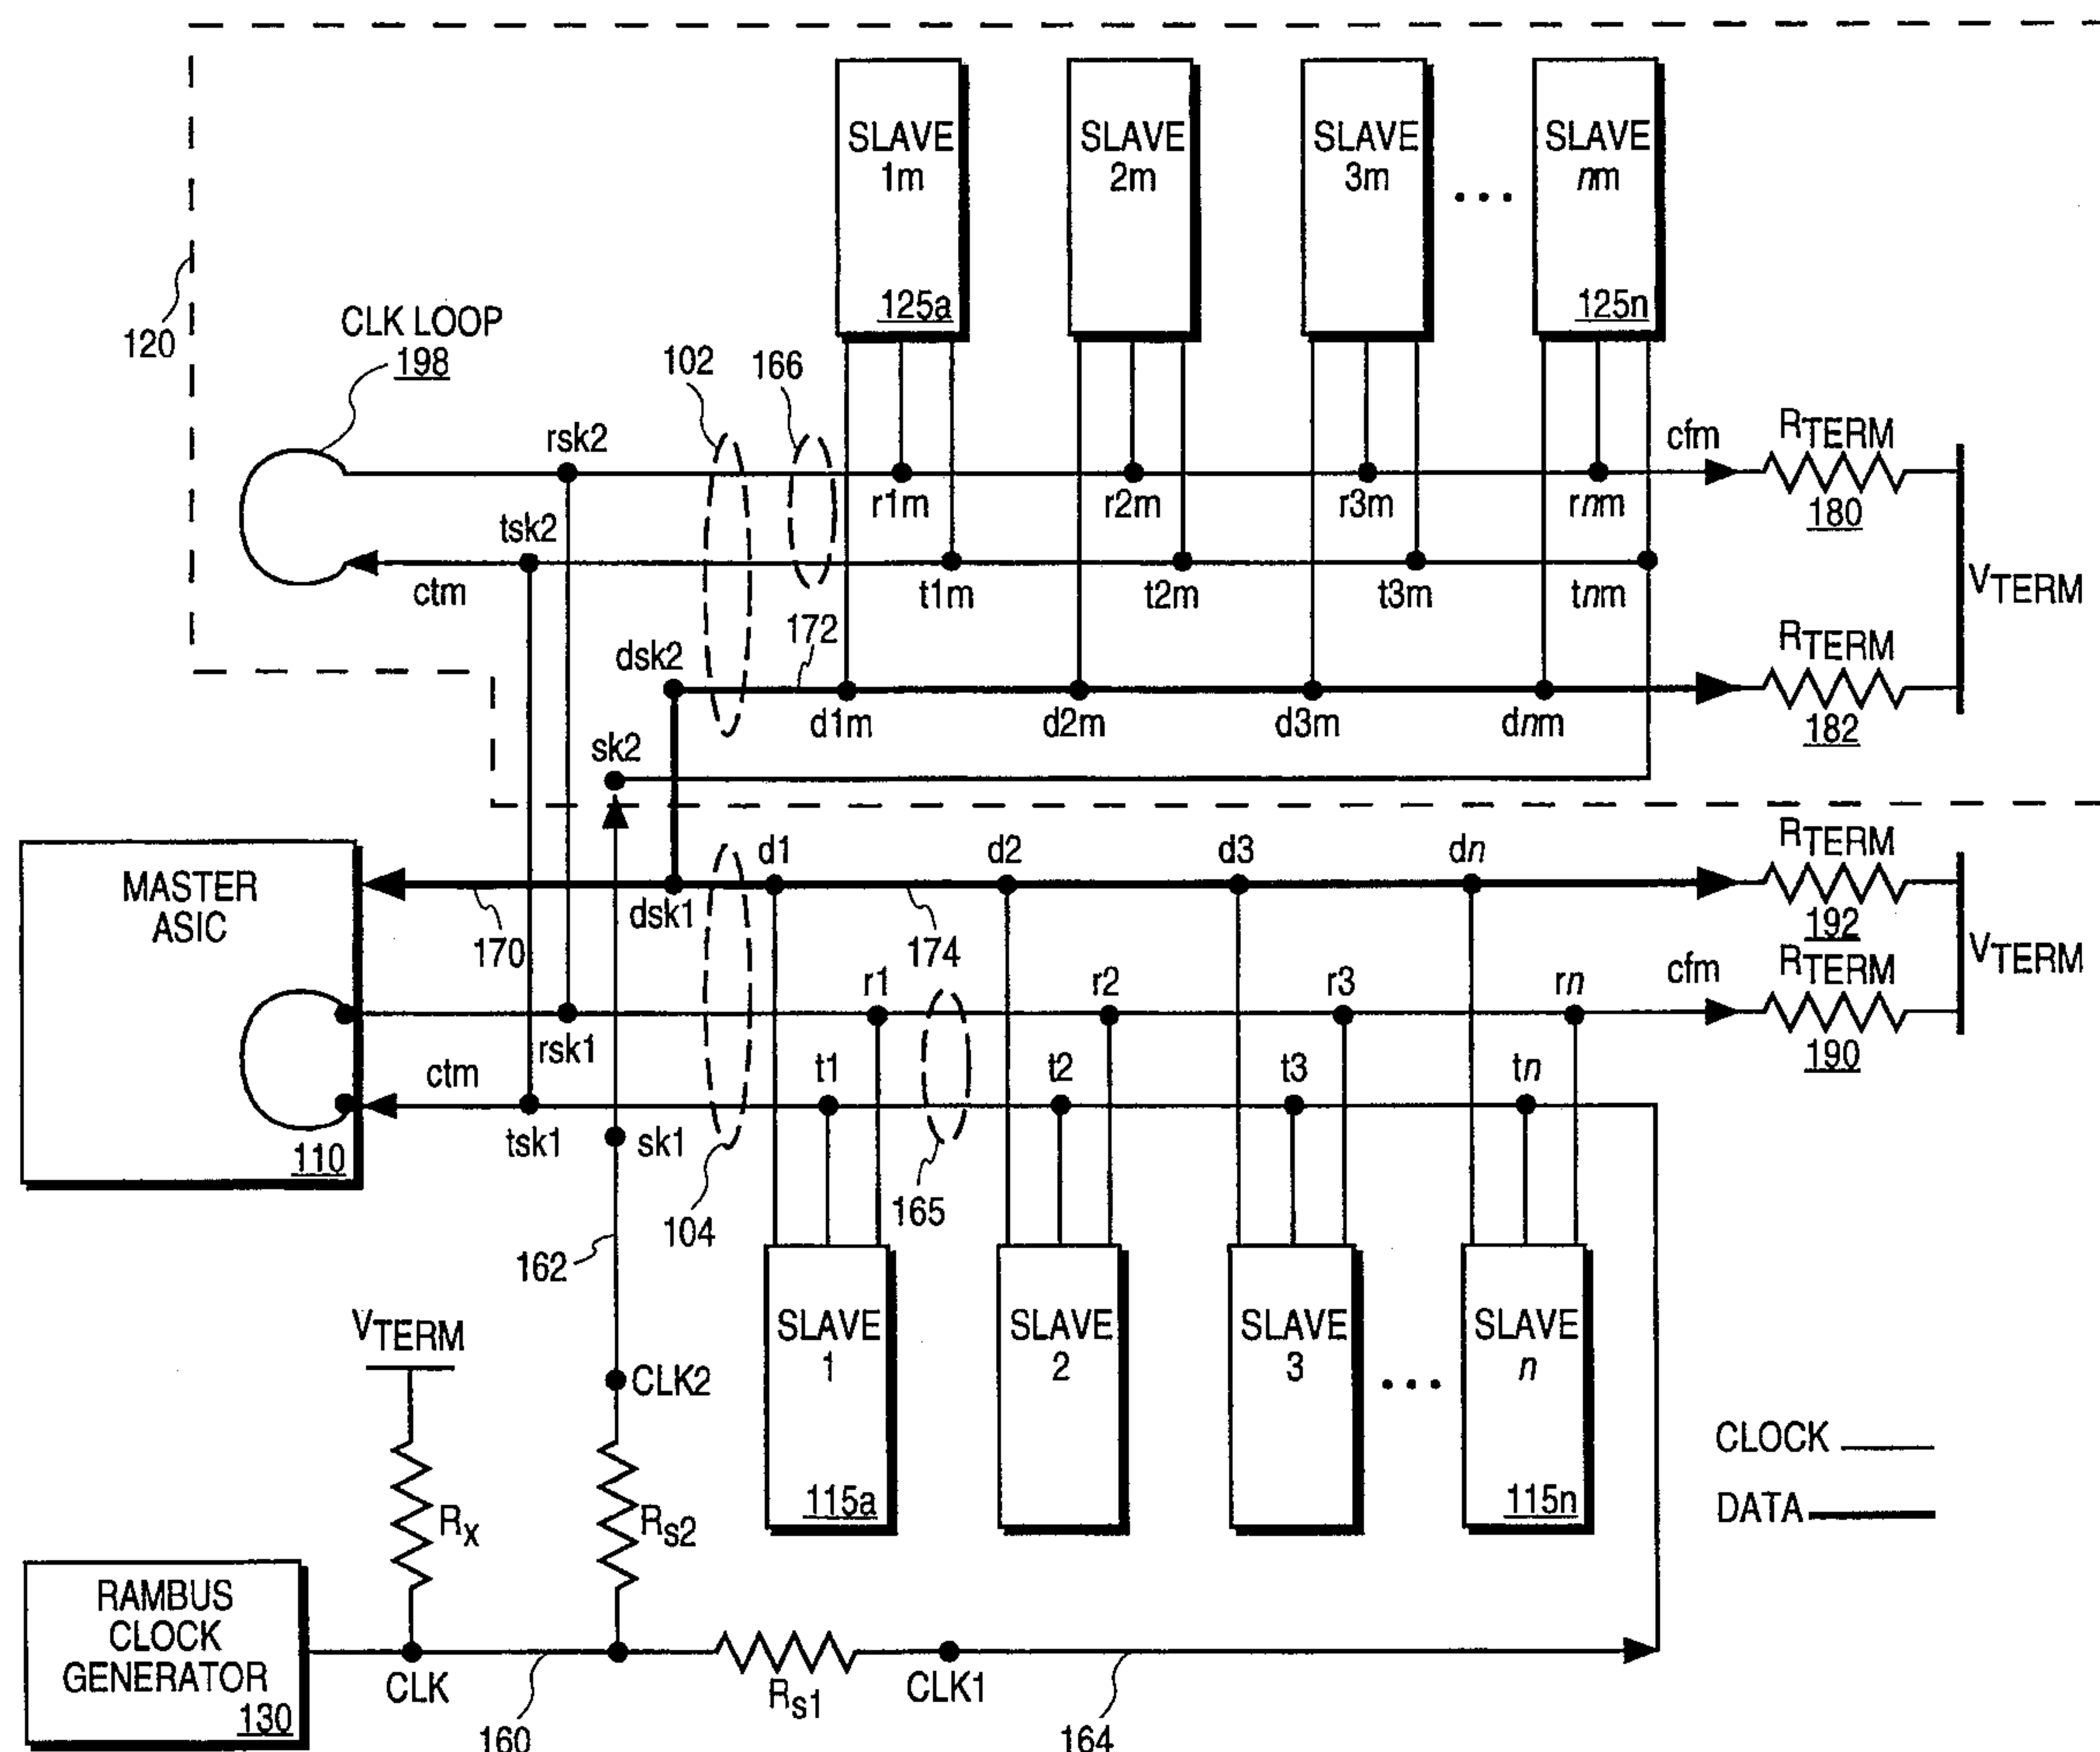 SLAVE 1m
SLAVE 2m
SLAVE 3m
SLAVE nm
...
125a
125n
120
CLK LOOP
198
102
166
rsk2
cfm
RTERM
180
r1m
r2m
r3m
rnm
tsk2
ctm
t1m
t2m
t3m
tnm
VTERM
172
dsk2
RTERM
182
d1m
d2m
d3m
dnm
sk2
MASTER
ASIC
110
d1
d2
d3
dn
RTERM
192
dsk1
170
174
VTERM
r1
r2
r3
rn
cfm
RTERM
190
rsk1
ctm
t1
t2
t3
tn
tsk1
sk1
165
104
162
VTERM
CLK2
SLAVE
1
SLAVE
2
SLAVE
3
SLAVE
n
...
115a
115n
CLOCK
DATA
Rx
Rs2
RAMBUS
CLOCK
GENERATOR
130
CLK
Rs1
CLK1
160
164